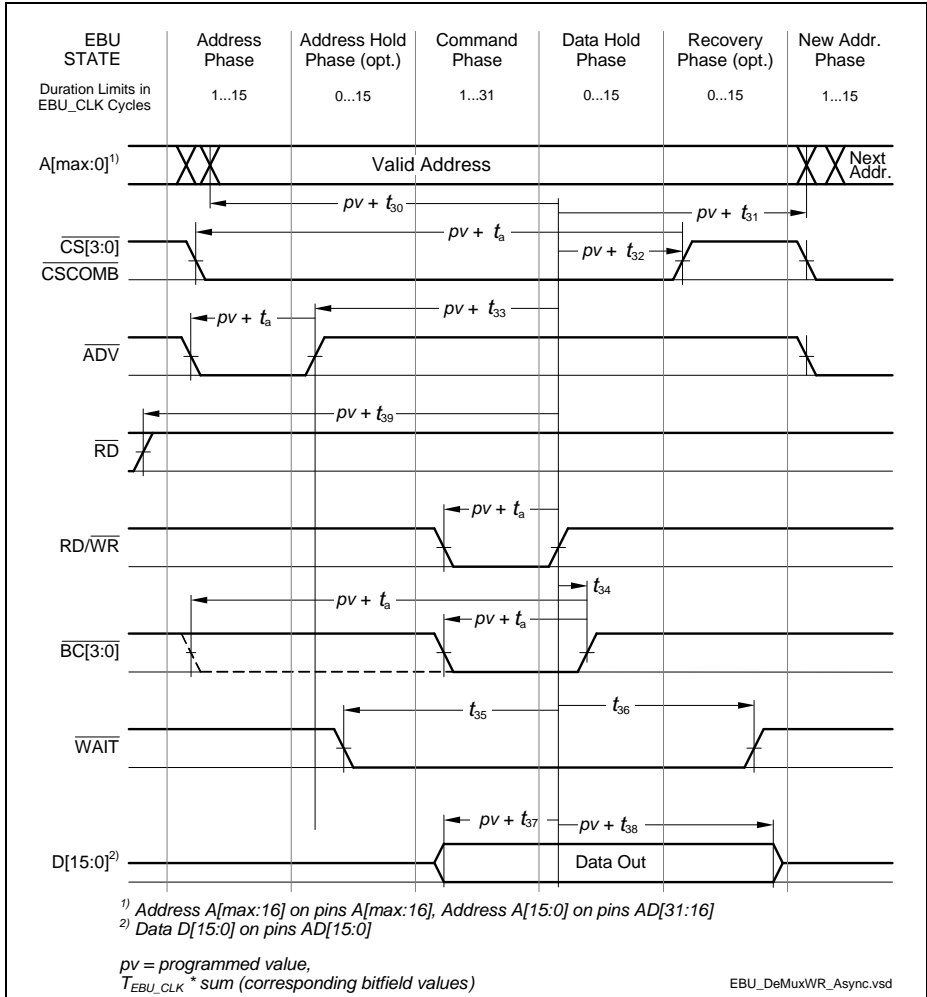 EBU STATE
Address Phase
Address Hold Phase (opt.)
Command Phase
Data Hold Phase
Recovery Phase (opt.)
New Addr. Phase
Duration Limits in EBU_CLK Cycles
1...15
0...15
1...31
0...15
0...15
1...15
A[max:0]1)
Valid Address
Next Addr.
pv + t30
pv + t31
pv + ta
CS[3:0]
CSCOMB
pv + t32
pv + ta
pv + t33
ADV
pv + t39
RD
pv + ta
RD/WR
t34
pv + ta
pv + ta
BC[3:0]
t35
t36
WAIT
pv + t37
pv + t38
D[15:0]2)
Data Out
1) Address A[max:16] on pins A[max:16], Address A[15:0] on pins AD[31:16]
2) Data D[15:0] on pins AD[15:0]
pv = programmed value,
TEBU_CLK * sum (corresponding bitfield values)
EBU_DeMuxWR_Async.vsd